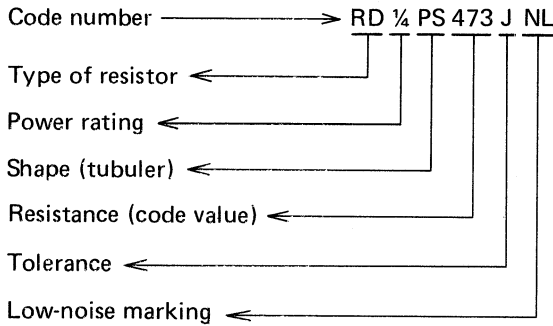 Code number RD ¼ PS 473 J NL
Type of resistor
Power rating
Shape (tubuler)
Resistance (code value)
Tolerance
Low-noise marking